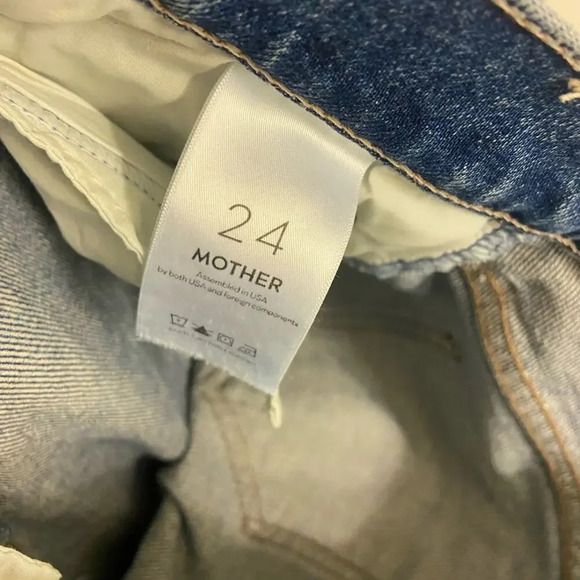 24
MOTHER
Assembled in USA
by both USA and foreign components